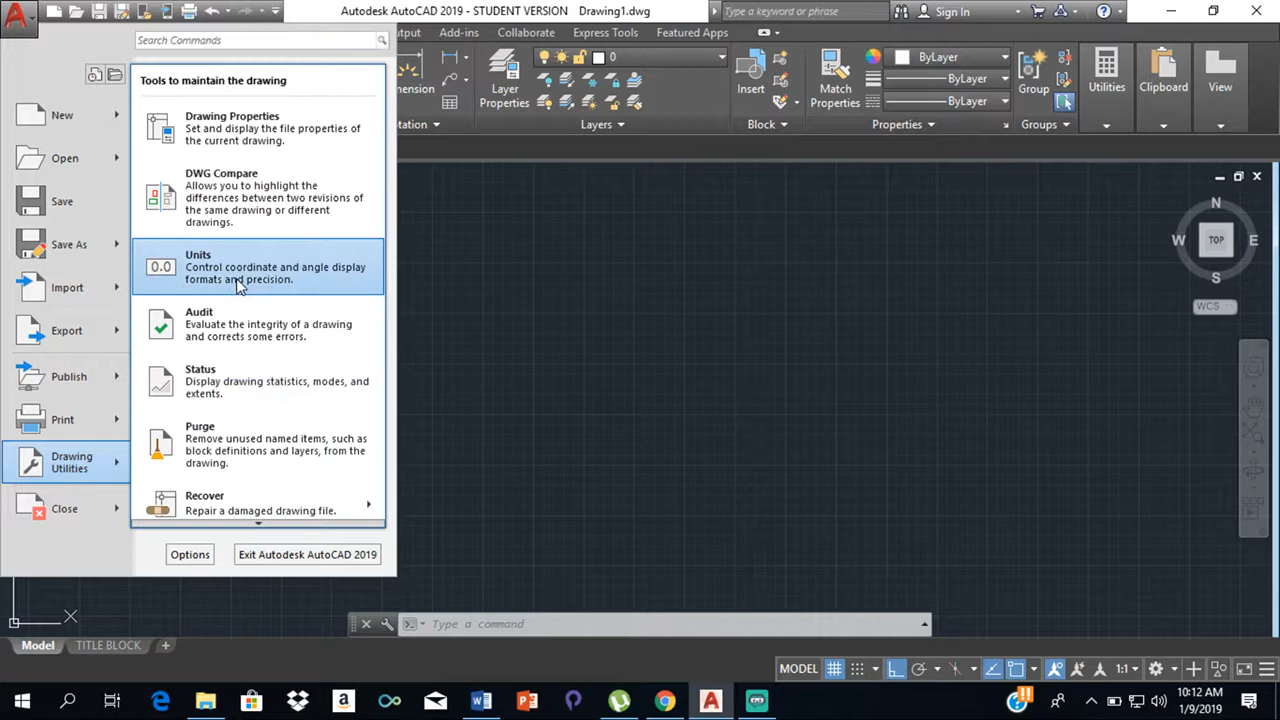 Autodesk AutoCAD 2019 - STUDENT VERSION Drawing1.dwg
Type a keyword or phrase
Sign In
Search Commands
Output
Add-ins
Collaborate
Express Tools
Featured Apps
Tools to maintain the drawing
New
Open
Save
Save As
Import
Export
Publish
Print
Drawing
Utilities
Close
Drawing Properties
Set and display the file properties of
the current drawing.
DWG Compare
Allows you to highlight the
differences between two revisions of
the same drawing or different
drawings.
0.0
Units
Control coordinate and angle display
formats and precision.
Audit
Evaluate the integrity of a drawing
and corrects some errors.
Status
Display drawing statistics, modes, and
extents.
Purge
Remove unused named items, such as
block definitions and layers, from the
drawing.
Recover
Repair a damaged drawing file.
Options
Exit Autodesk AutoCAD 2019
mension
tation
Layer
Properties
0
Layers
Insert
Block
Match
Properties
ByLayer
ByLayer
ByLayer
Properties
Group
Groups
Utilities
Clipboard
View
N
W
TOP
E
S
WCS
X
Type a command
Model
TITLE BLOCK
+
MODEL
1:1
10:12 AM
1/9/2019